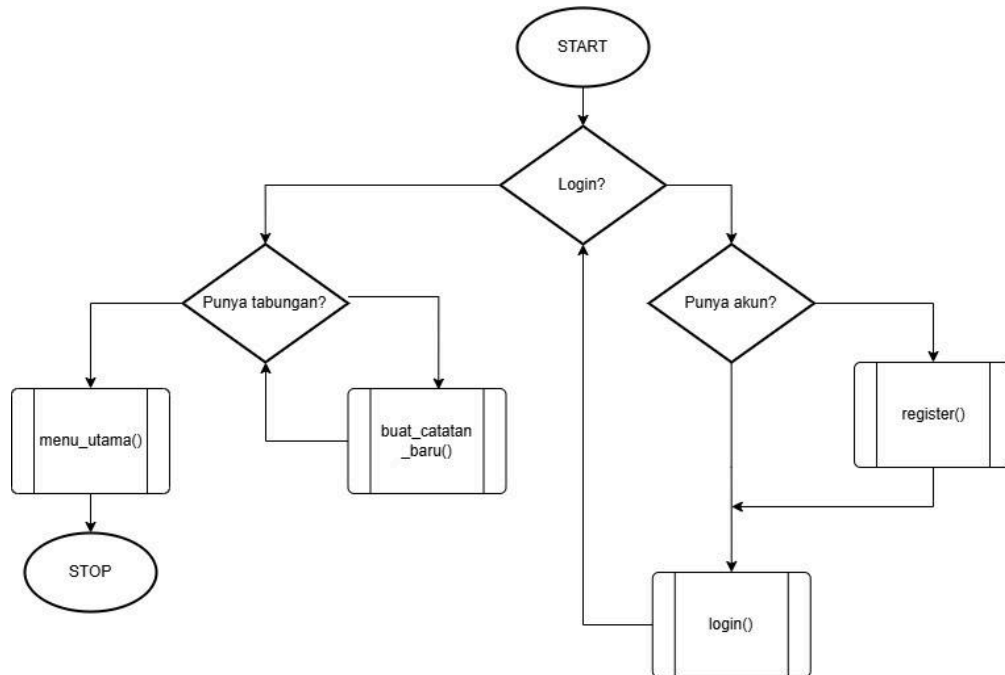 START
Login?
Punya tabungan?
Punya akun?
menu_utama()
buat_catatan
_baru()
register()
STOP
login()